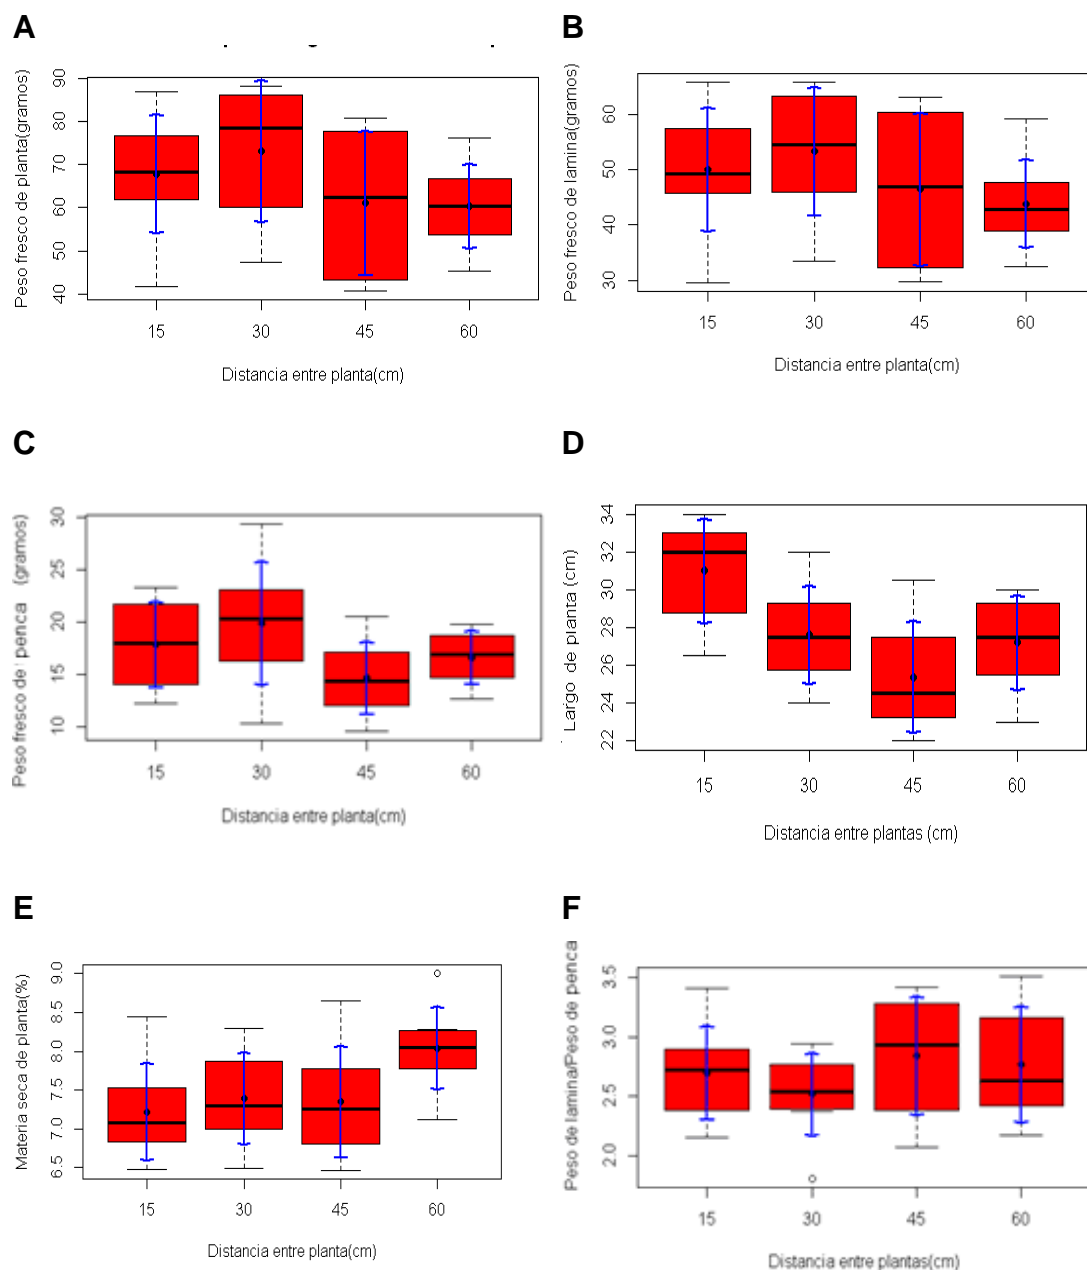 A
B
Peso fresco de planta(gramos)
90
80
70
60
50
40
15 30 45 60
Distancia entre planta(cm)
Peso fresco de lamina(gramos)
60
50
40
30
15 30 45 60
Distancia entre planta(cm)
C
D
Peso fresco de penca (gramos)
30
25
20
15
10
15 30 45 60
Distancia entre planta(cm)
Largo de planta (cm)
34
32
30
28
26
24
22
15 30 45 60
Distancia entre plantas (cm)
E
F
Materia seca de planta(%)
9.0
8.5
8.0
7.5
7.0
6.5
15 30 45 60
Distancia entre planta(cm)
Peso de lamina/Peso de penca
3.5
3.0
2.5
2.0
15 30 45 60
Distancia entre plantas(cm)